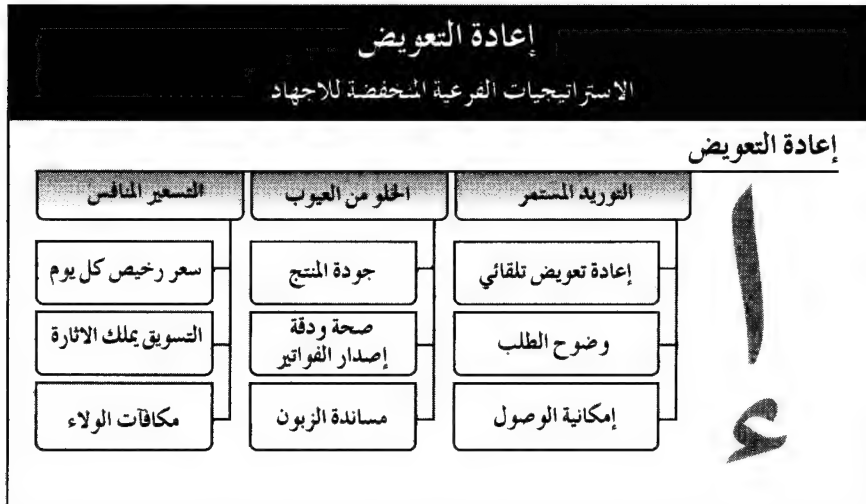 إعادة التعويض
الاستراتيجيات الفرعية المنخفضة للاجهاد
إعادة التعويض
ا
ء
التوريد المستمر
إعادة تعويض تلقائي
وضوح الطلب
إمكانية الوصول
الخلو من العيوب
جودة المنتج
صحة ودقة
إصدار الفواتير
مساندة الزبون
التسعير المنافس
سعر رخيص كل يوم
التسويق يملك الاثارة
مكافآت الولاء